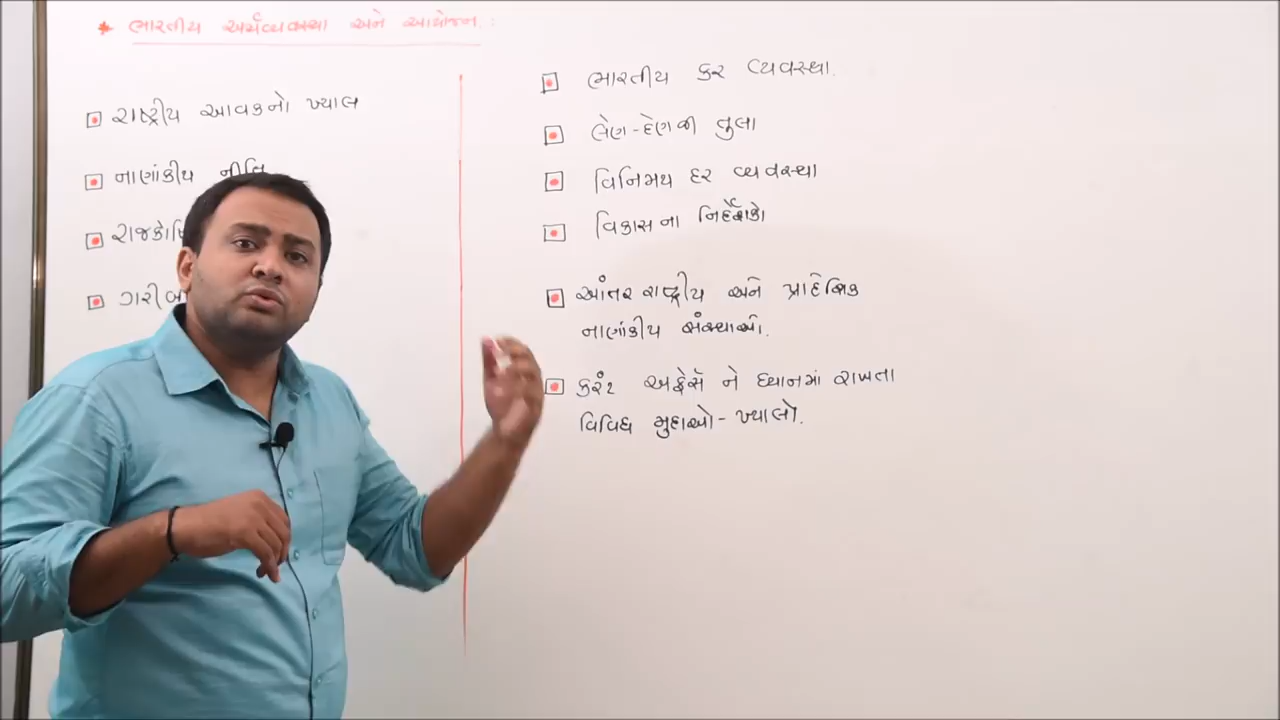 * ભારતીય અર્થવ્યવસ્થા અને આયોજન :
રાષ્ટ્રીય આવકનો ખ્યાલ
નાણાંકીય નીતિ
ભારતીય કર વ્યવસ્થા.
લેણ-દેણની તુલા
વિનિમય દર વ્યવસ્થા
વિકાસના નિર્દેશકો
આંતરરાષ્ટ્રીય અને પ્રાદેશિક
નાણાંકીય સંસ્થાઓ.
કરંટ અફેર્સ ને ધ્યાનમાં રાખતા
વિવિધ મુદ્દાઓ - ખ્યાલો.